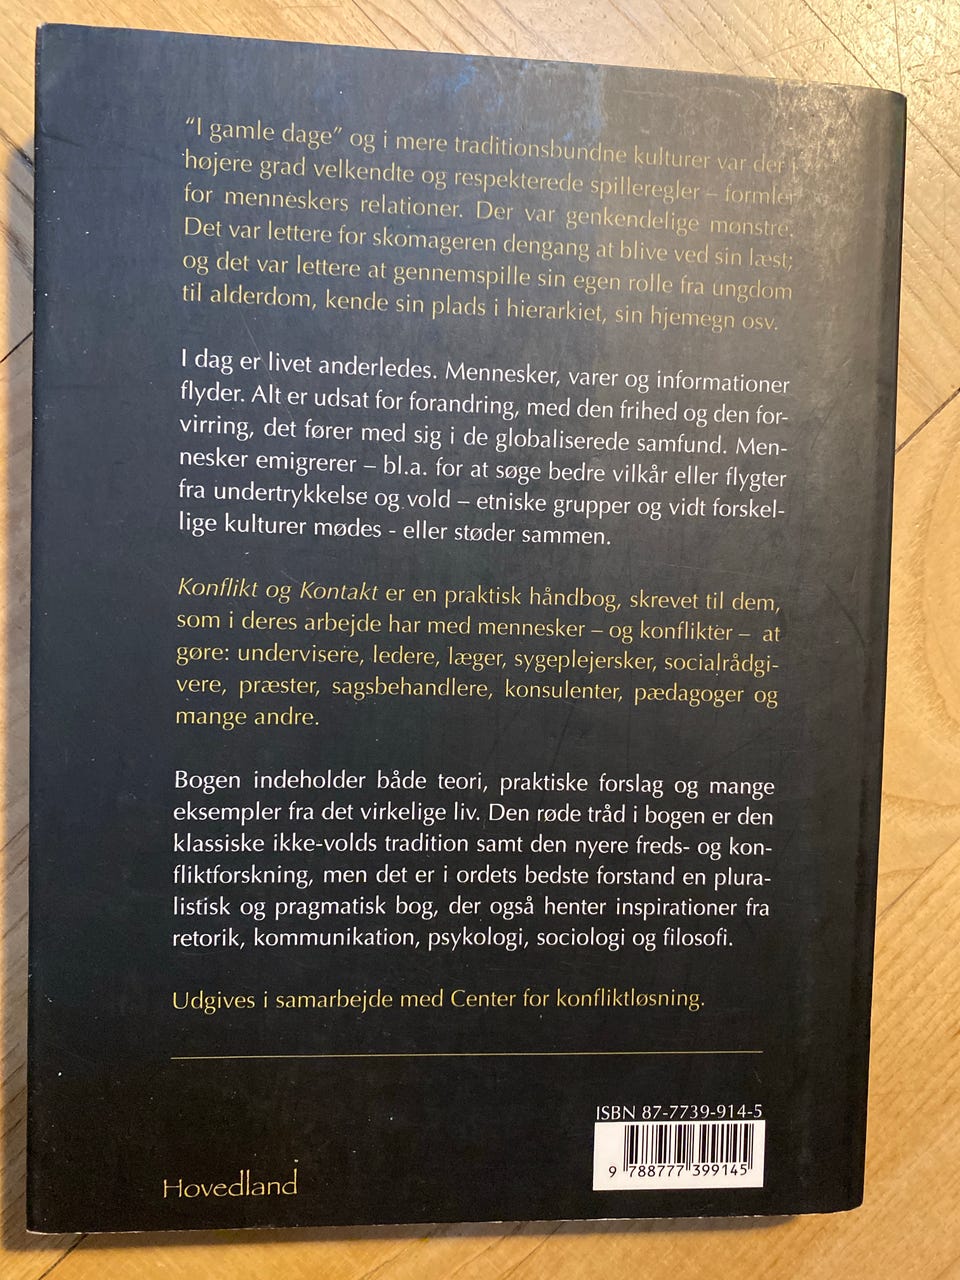 "I gamle dage" og i mere traditionsbundne kulturer var der i
højere grad velkendte og respekterede spilleregler – formler
for menneskers relationer. Der var genkendelige mønstre.
Det var lettere for skomageren dengang at blive ved sin læst;
og det var lettere at gennemspille sin egen rolle fra ungdom
til alderdom, kende sin plads i hierarkiet, sin hjemegn osv.
I dag er livet anderledes. Mennesker, varer og informationer
flyder. Alt er udsat for forandring, med den frihed og den for-
virring, det fører med sig i de globaliserede samfund. Men-
nesker emigrerer – bl.a. for at søge bedre vilkår eller flygter
fra undertrykkelse og vold – etniske grupper og vidt forskel-
lige kulturer mødes - eller støder sammen.
Konflikt og Kontakt er en praktisk håndbog, skrevet til dem,
som i deres arbejde har med mennesker – og konflikter – at
gøre: undervisere, ledere, læger, sygeplejersker, socialrådgi-
vere, præster, sagsbehandlere, konsulenter, pædagoger og
mange andre.
Bogen indeholder både teori, praktiske forslag og mange
eksempler fra det virkelige liv. Den røde tråd i bogen er den
klassiske ikke-volds tradition samt den nyere freds- og kon-
fliktforskning, men det er i ordets bedste forstand en plura-
listisk og pragmatisk bog, der også henter inspirationer fra
retorik, kommunikation, psykologi, sociologi og filosofi.
Udgives i samarbejde med Center for konfliktløsning.
ISBN 87-7739-914-5
9 788777 399145
Hovedland